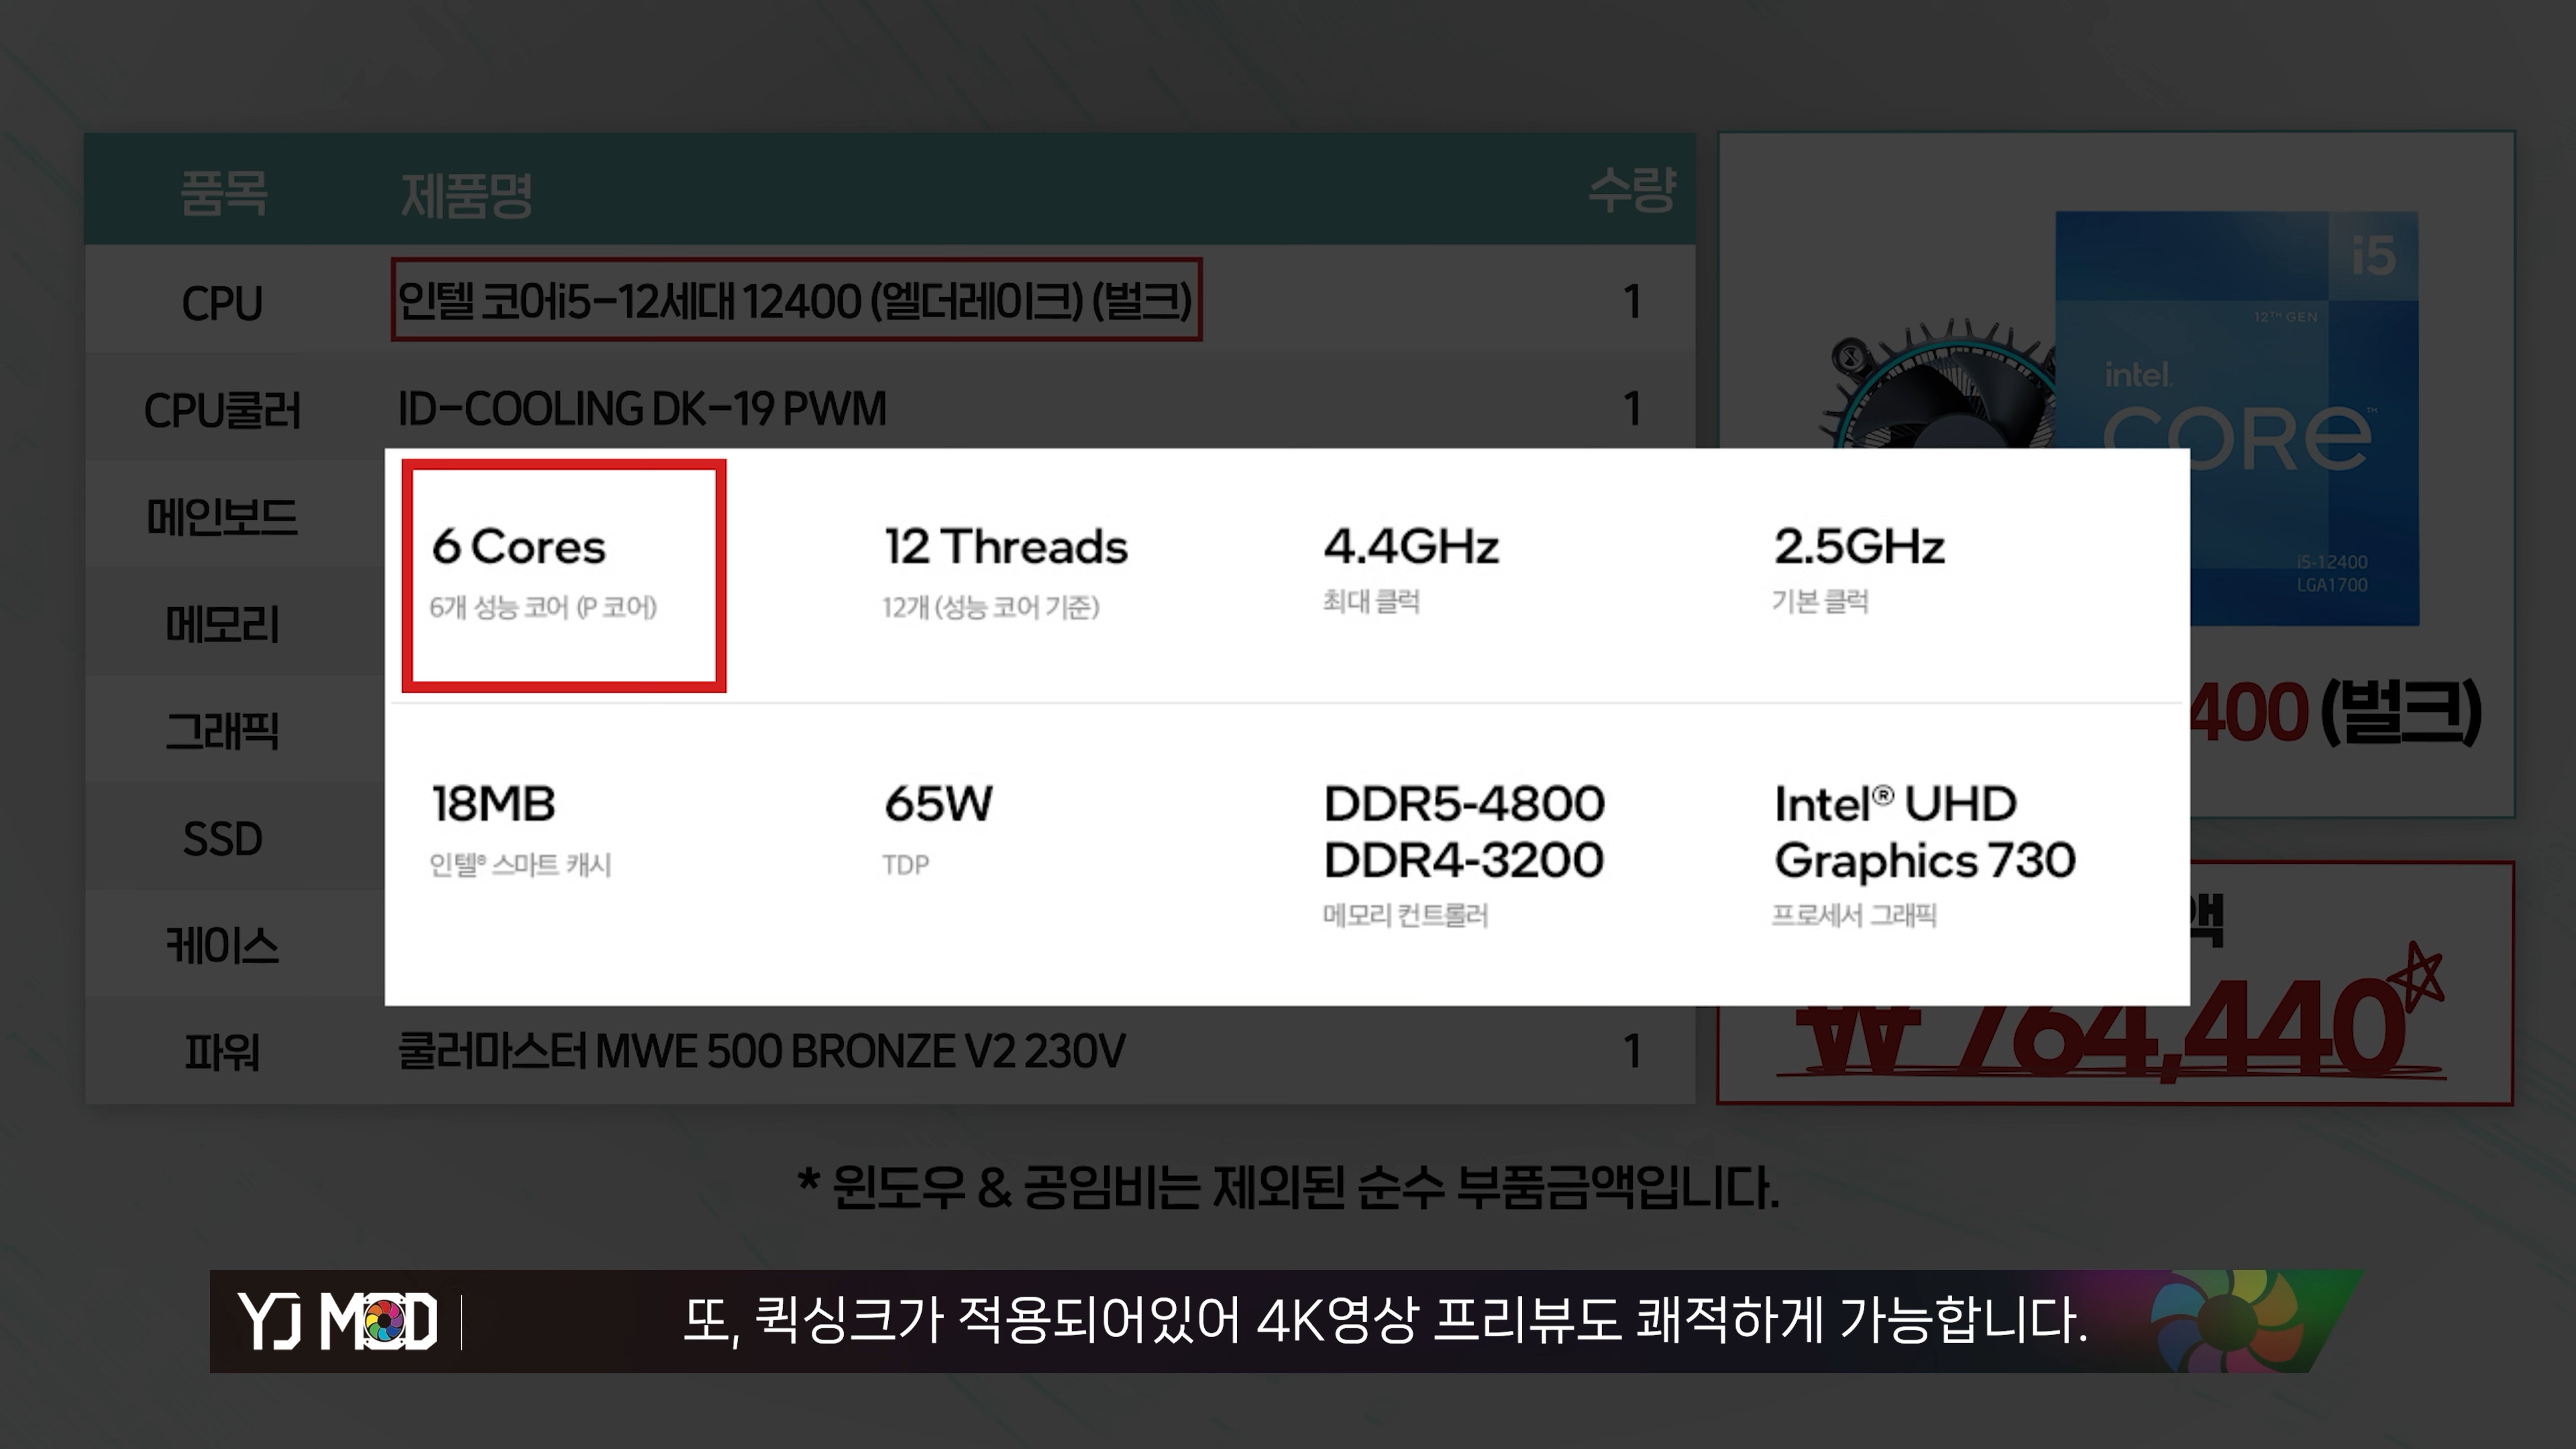 품목 제품명 수량
CPU 인텔 코어i5-12세대 12400 (엘더레이크) (벌크) 1
CPU쿨러 ID-COOLING DK-19 PWM 1
메인보드
메모리
그래픽
SSD
케이스
파워 쿨러마스터 MWE 500 BRONZE V2 230V 1
6 Cores
6개 성능 코어 (P 코어)
12 Threads
12개 (성능 코어 기준)
4.4GHz
최대 클럭
2.5GHz
기본 클럭
18MB
인텔® 스마트 캐시
65W
TDP
DDR5-4800
DDR4-3200
메모리 컨트롤러
Intel® UHD
Graphics 730
프로세서 그래픽
i5
12TH GEN
intel.
CORE™
i5-12400
LGA1700
400 (벌크)
₩ 764,440
* 윈도우 & 공임비는 제외된 순수 부품금액입니다.
YJ MOD
또, 퀵싱크가 적용되어있어 4K영상 프리뷰도 쾌적하게 가능합니다.